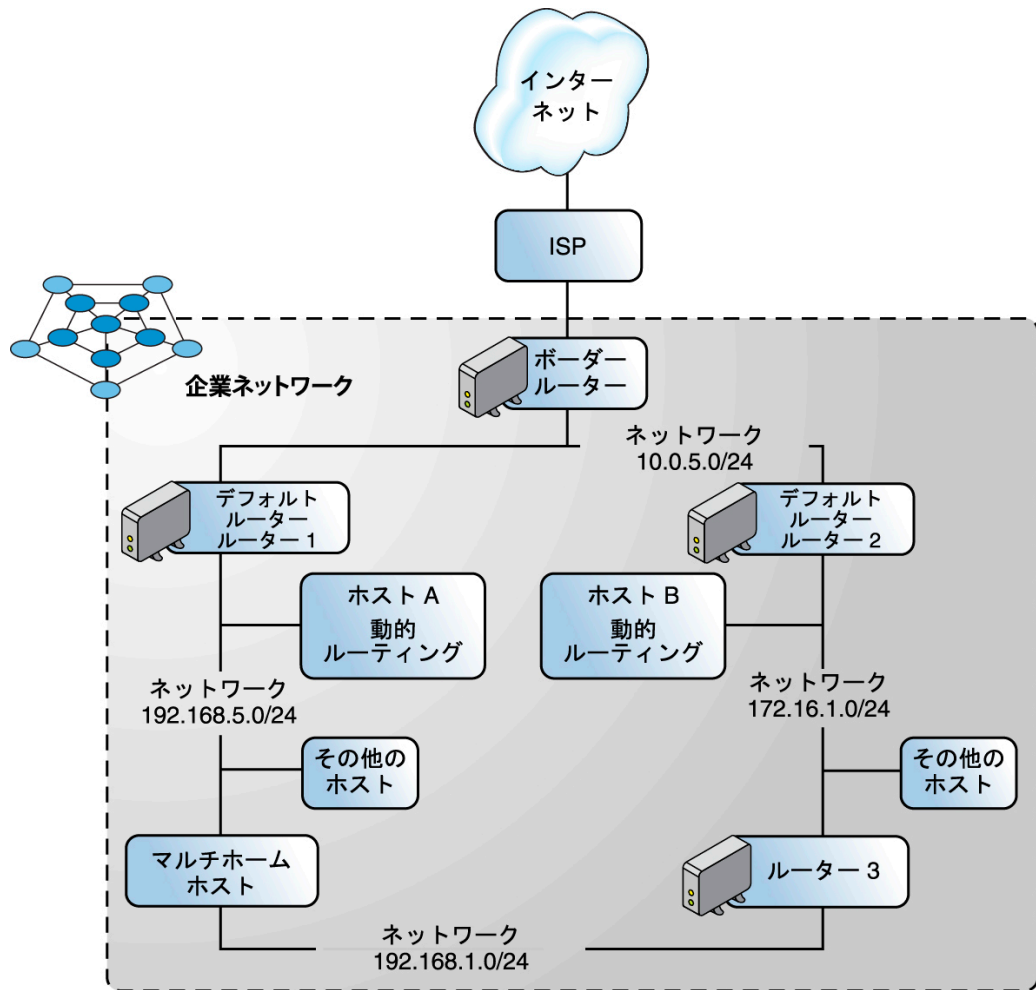 インター
ネット
ISP
ボーダー
ルーター
企業ネットワーク
ネットワーク
10.0.5.0/24
デフォルト
ルーター
ルーター 1
デフォルト
ルーター
ルーター 2
ホスト A
動的
ルーティング
ホスト B
動的
ルーティング
ネットワーク
192.168.5.0/24
ネットワーク
172.16.1.0/24
その他の
ホスト
その他の
ホスト
マルチホーム
ホスト
ルーター 3
ネットワーク
192.168.1.0/24